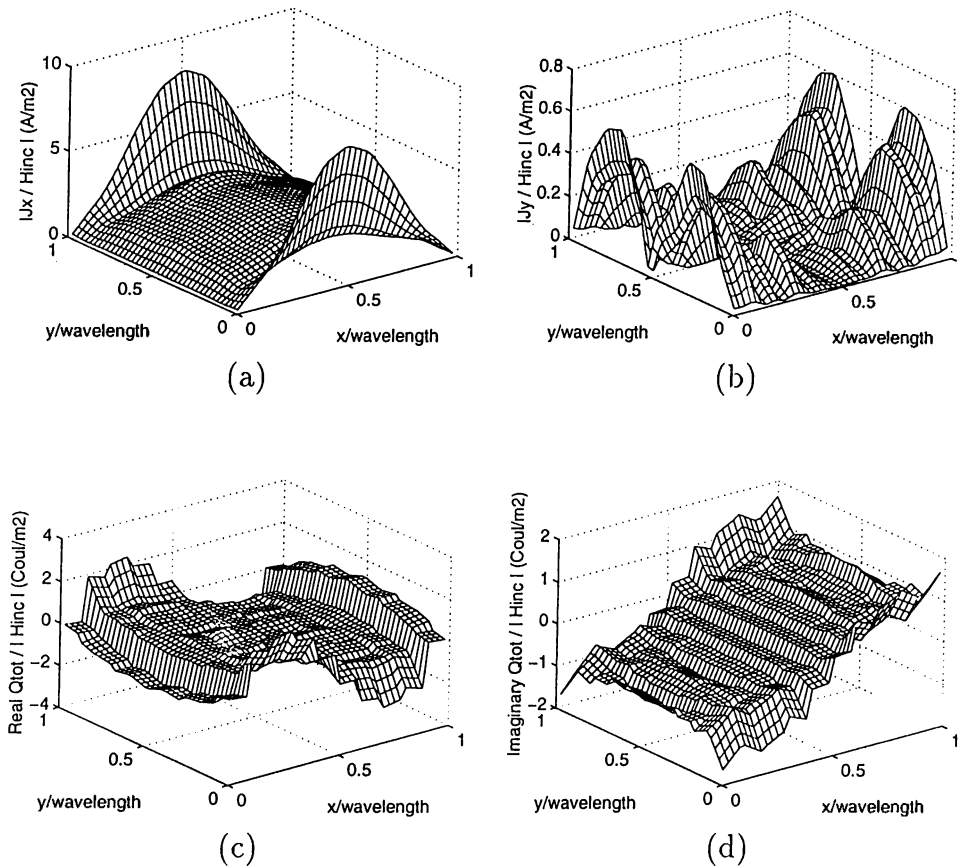 10
5
0
1
0.5
0
0
0.5
1
|Jx / Hinc | (A/m2)
y/wavelength
x/wavelength
(a)
0.8
0.6
0.4
0.2
0
1
0.5
0
0
0.5
1
|Jy / Hinc | (A/m2)
y/wavelength
x/wavelength
(b)
4
2
0
−2
−4
1
0.5
0
0
0.5
1
Real Qtot / | Hinc | (Coul/m2)
y/wavelength
x/wavelength
(c)
2
1
0
−1
−2
1
0.5
0
0
0.5
1
Imaginary Qtot / | Hinc | (Coul/m2)
y/wavelength
x/wavelength
(d)